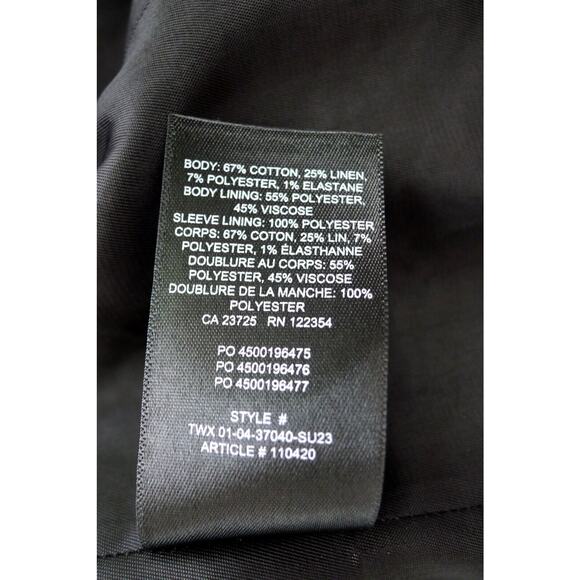 BODY: 67% COTTON, 25% LINEN,
7% POLYESTER, 1% ELASTANE
BODY LINING: 55% POLYESTER,
45% VISCOSE
SLEEVE LINING: 100% POLYESTER
CORPS: 67% COTON, 25% LIN, 7%
POLYESTER, 1% ÉLASTHANNE
DOUBLURE AU CORPS: 55%
POLYESTER, 45% VISCOSE
DOUBLURE DE LA MANCHE: 100%
POLYESTER
CA 23725 RN 122354
PO 4500196475
PO 4500196476
PO 4500196477
STYLE #
TWX 01-04-37040-SU23
ARTICLE # 110420